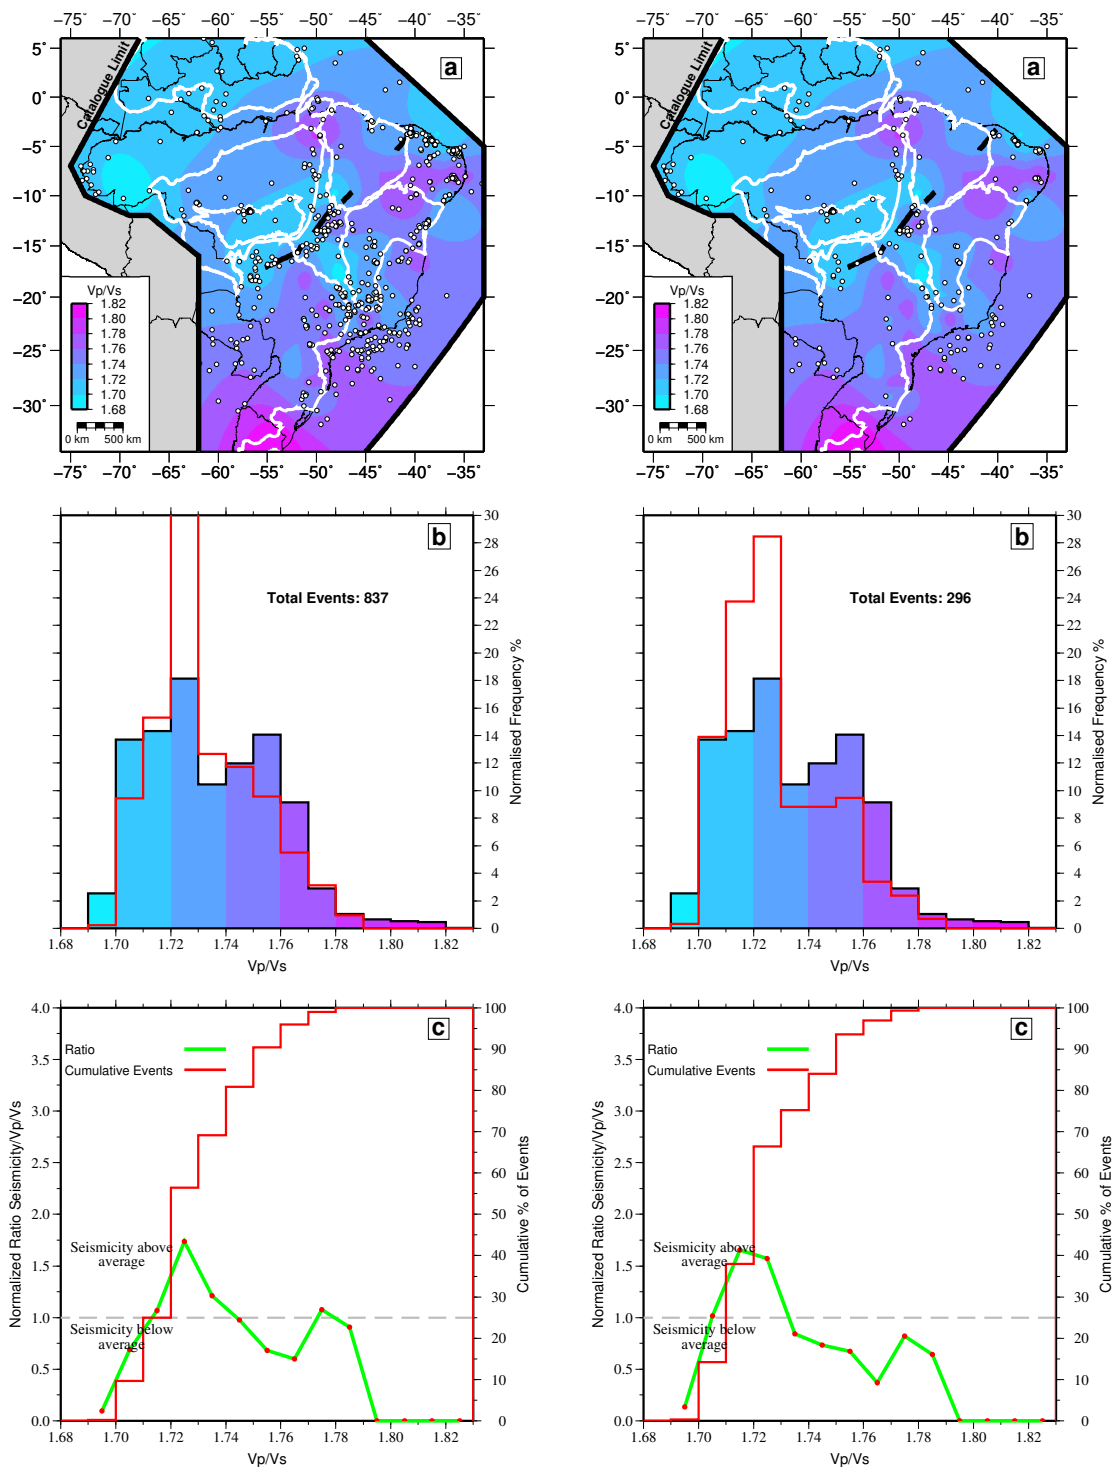 −75˚ −70˚ −65˚ −60˚ −55˚ −50˚ −45˚ −40˚ −35˚
5˚
0˚
−5˚
−10˚
−15˚
−20˚
−25˚
−30˚
Catalogue Limit
a
Vp/Vs
1.82
1.80
1.78
1.76
1.74
1.72
1.70
1.68
0 km 500 km
−75˚ −70˚ −65˚ −60˚ −55˚ −50˚ −45˚ −40˚ −35˚
−75˚ −70˚ −65˚ −60˚ −55˚ −50˚ −45˚ −40˚ −35˚
5˚
0˚
−5˚
−10˚
−15˚
−20˚
−25˚
−30˚
Catalogue Limit
a
Vp/Vs
1.82
1.80
1.78
1.76
1.74
1.72
1.70
1.68
0 km 500 km
−75˚ −70˚ −65˚ −60˚ −55˚ −50˚ −45˚ −40˚ −35˚
b
Total Events: 837
30
28
26
24
22
20
18
16
14
12
10
8
6
4
2
0
Normalised Frequency %
1.68 1.70 1.72 1.74 1.76 1.78 1.80 1.82
Vp/Vs
b
Total Events: 296
30
28
26
24
22
20
18
16
14
12
10
8
6
4
2
0
Normalised Frequency %
1.68 1.70 1.72 1.74 1.76 1.78 1.80 1.82
Vp/Vs
c
Ratio
Cumulative Events
Seismicity above
average
Seismicity below
average
4.0
3.5
3.0
2.5
2.0
1.5
1.0
0.5
0.0
Normalized Ratio Seismicity/Vp/Vs
100
90
80
70
60
50
40
30
20
10
0
Cumulative % of Events
1.68 1.70 1.72 1.74 1.76 1.78 1.80 1.82
Vp/Vs
c
Ratio
Cumulative Events
Seismicity above
average
Seismicity below
average
4.0
3.5
3.0
2.5
2.0
1.5
1.0
0.5
0.0
Normalized Ratio Seismicity/Vp/Vs
100
90
80
70
60
50
40
30
20
10
0
Cumulative % of Events
1.68 1.70 1.72 1.74 1.76 1.78 1.80 1.82
Vp/Vs